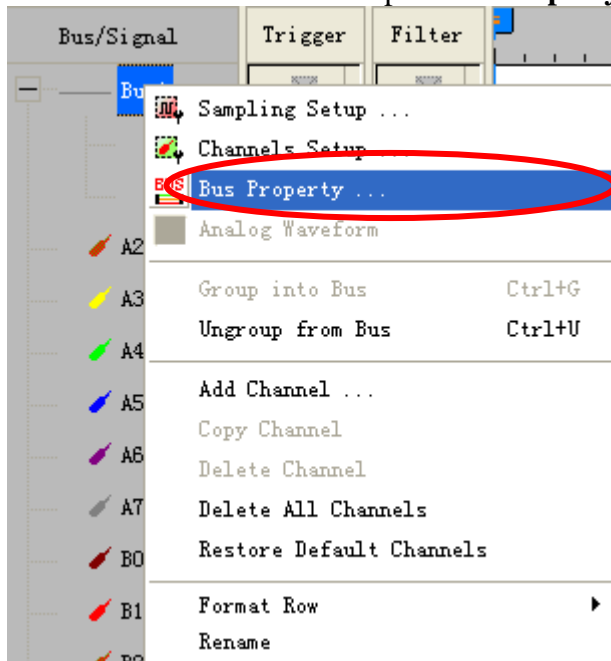 Bus/Signal Trigger Filter
Bu
Sampling Setup ...
Channels Setup ...
BUS Bus Property ...
Analog Waveform
A2
Group into Bus Ctrl+G
A3
Ungroup from Bus Ctrl+U
A4
Add Channel ...
A5
Copy Channel
A6
Delete Channel
A7
Delete All Channels
B0
Restore Default Channels
B1
Format Row
Rename